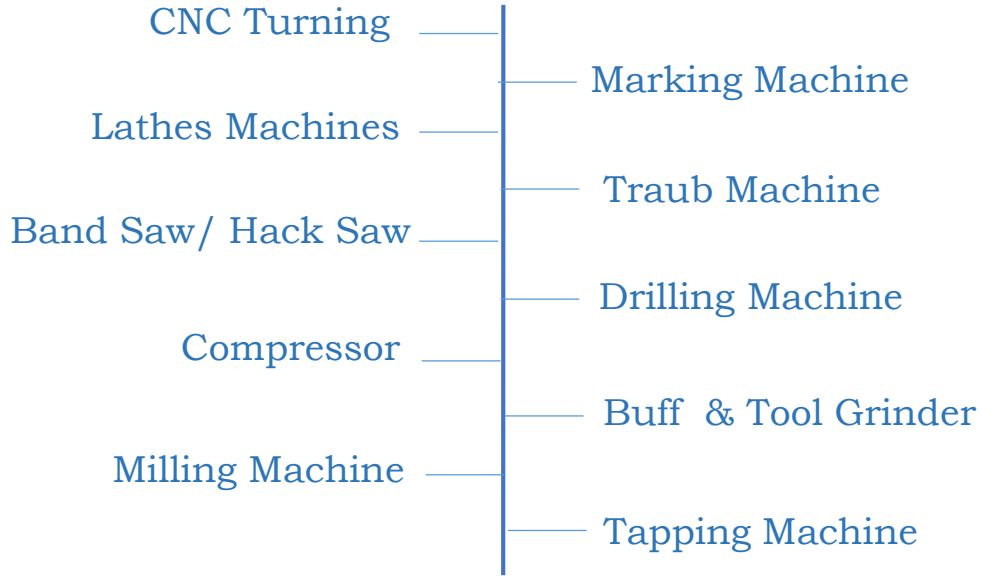 CNC Turning
Marking Machine
Lathes Machines
Traub Machine
Band Saw/ Hack Saw
Drilling Machine
Compressor
Buff & Tool Grinder
Milling Machine
Tapping Machine